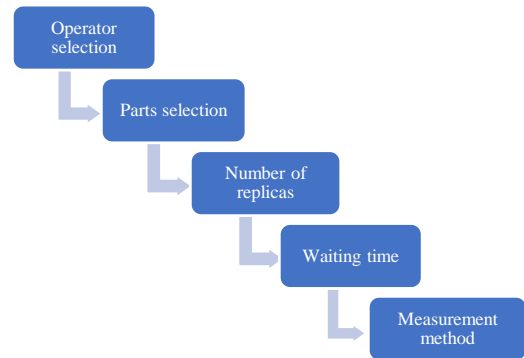 Operator
selection
Parts selection
Number of
replicas
Waiting time
Measurement
method